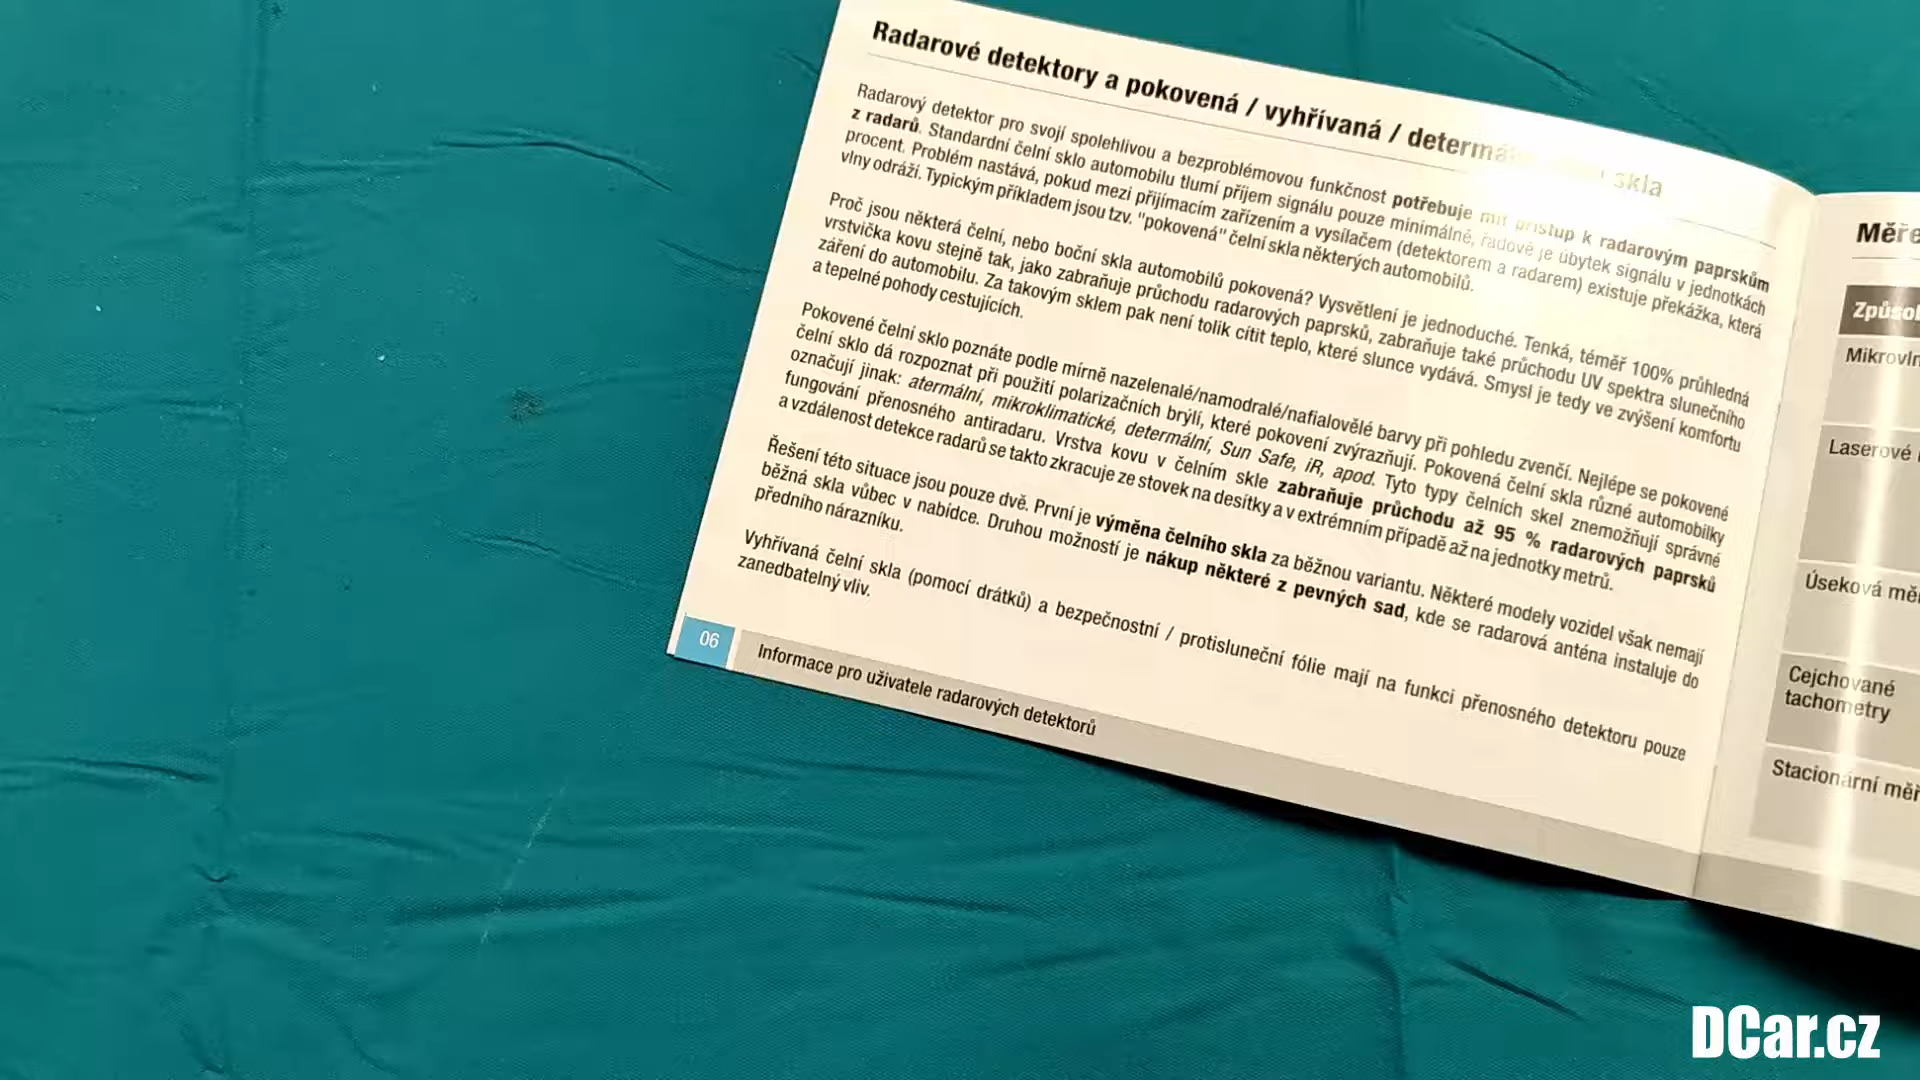 Radarové detektory a pokovená / vyhřívaná / determá skla
Radarový detektor pro svojí spolehlivou a bezproblémovou funkčnost potřebuje mít přístup k radarovým paprskům
z radarů. Standardní čelní sklo automobilu tlumí příjem signálu pouze minimálně, řádově je úbytek signálu v jednotkách
procent. Problém nastává, pokud mezi přijímacím zařízením a vysílačem (detektorem a radarem) existuje překážka, která
vlny odráží. Typickým příkladem jsou tzv. "pokovená" čelní skla některých automobilů.
Proč jsou některá čelní, nebo boční skla automobilů pokovená? Vysvětlení je jednoduché. Tenká, téměř 100% průhledná
vrstvička kovu stejně tak, jako zabraňuje průchodu radarových paprsků, zabraňuje také průchodu UV spektra slunečního
záření do automobilu. Za takovým sklem pak není tolik cítit teplo, které slunce vydává. Smysl je tedy ve zvýšení komfortu
a tepelné pohody cestujících.
Pokovené čelní sklo poznáte podle mírně nazelenalé/namodralé/nafialovělé barvy při pohledu zvenčí. Nejlépe se pokovené
čelní sklo dá rozpoznat při použití polarizačních brýlí, které pokovení zvýrazňují. Pokovená čelní skla různé automobilky
označují jinak: atermální, mikroklimatické, determální, Sun Safe, iR, apod. Tyto typy čelních skel znemožňují správné
fungování přenosného antiradaru. Vrstva kovu v čelním skle zabraňuje průchodu až 95 % radarových paprsků
a vzdálenost detekce radarů se takto zkracuje ze stovek na desítky a v extrémním případě až na jednotky metrů.
Řešení této situace jsou pouze dvě. První je výměna čelního skla za běžnou variantu. Některé modely vozidel však nemají
běžná skla vůbec v nabídce. Druhou možností je nákup některé z pevných sad, kde se radarová anténa instaluje do
předního nárazníku.
Vyhřívaná čelní skla (pomocí drátků) a bezpečnostní / protisluneční fólie mají na funkci přenosného detektoru pouze
zanedbatelný vliv.
06
Informace pro uživatele radarových detektorů
Měře
Způsob
Mikrovln
Laserové
Úseková mě
Cejchované
tachometry
Stacionární měř
DCar.cz